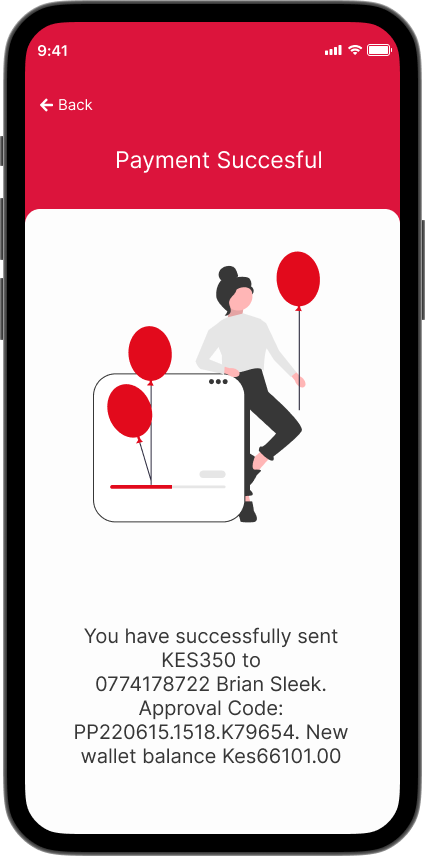 9:41
Back
Payment Succesful
You have successfully sent
KES350 to
0774178722 Brian Sleek.
Approval Code:
PP220615.1518.K79654. New
wallet balance Kes66101.00